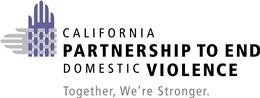 CALIFORNIA
PARTNERSHIP TO END
DOMESTIC VIOLENCE
Together, We're Stronger.